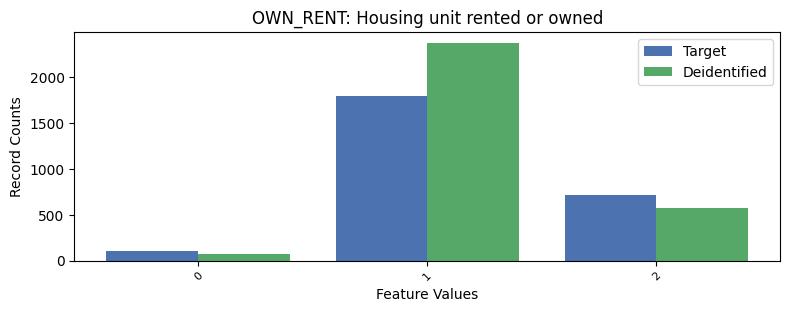 OWN_RENT: Housing unit rented or owned
Target
Deidentified
2000
1500
1000
500
0
Record Counts
0
1
2
Feature Values